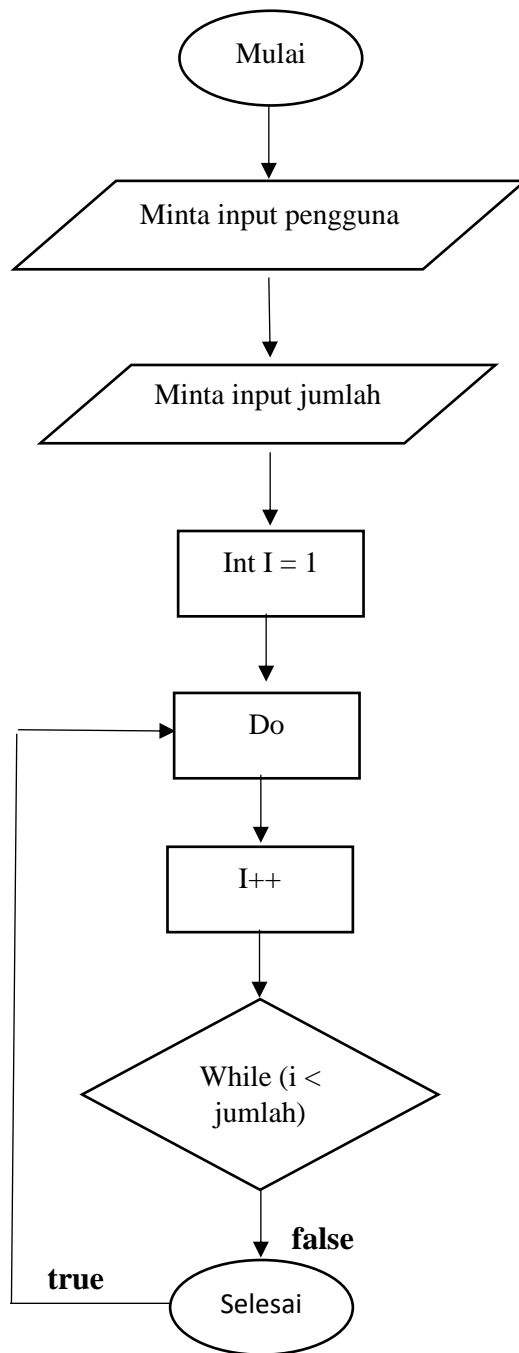 Mulai
Minta input pengguna
Minta input jumlah
Int I = 1
Do
I++
While (i <
jumlah)
false
true
Selesai